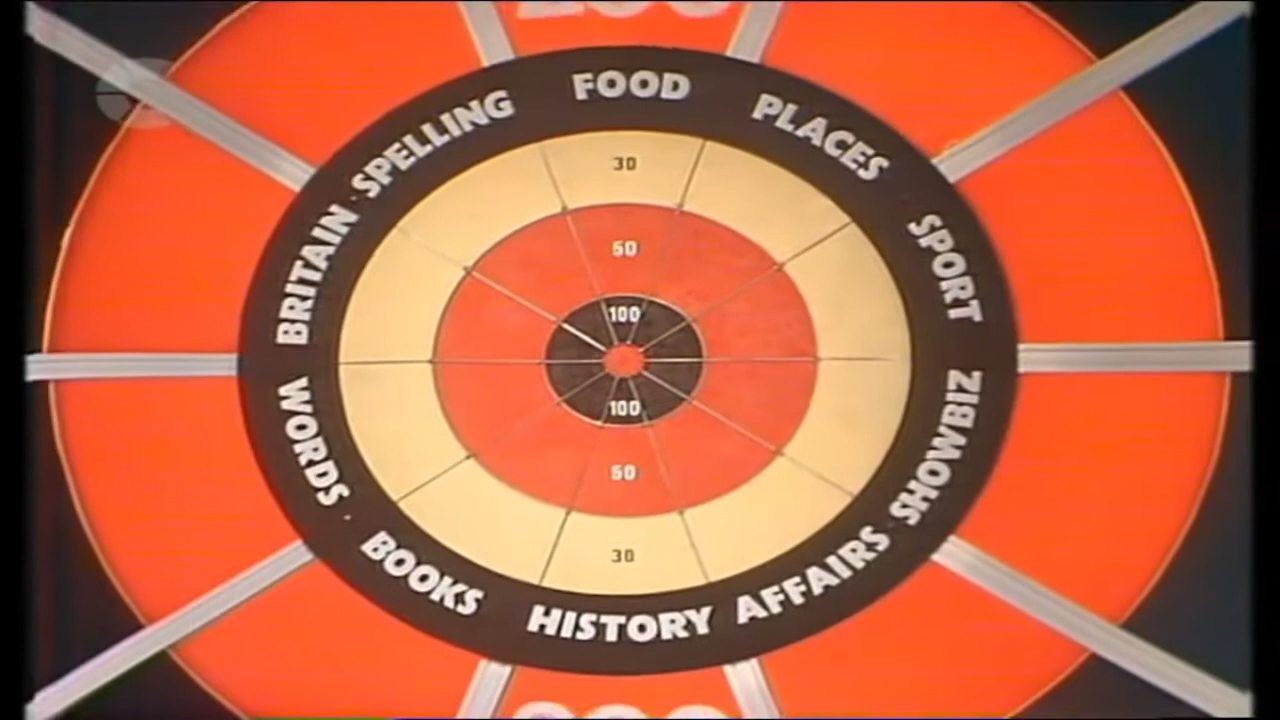 FOOD
PLACES
SPORT
SHOWBIZ
AFFAIRS
HISTORY
BOOKS
WORDS
BRITAIN
SPELLING
30
50
100
100
50
30